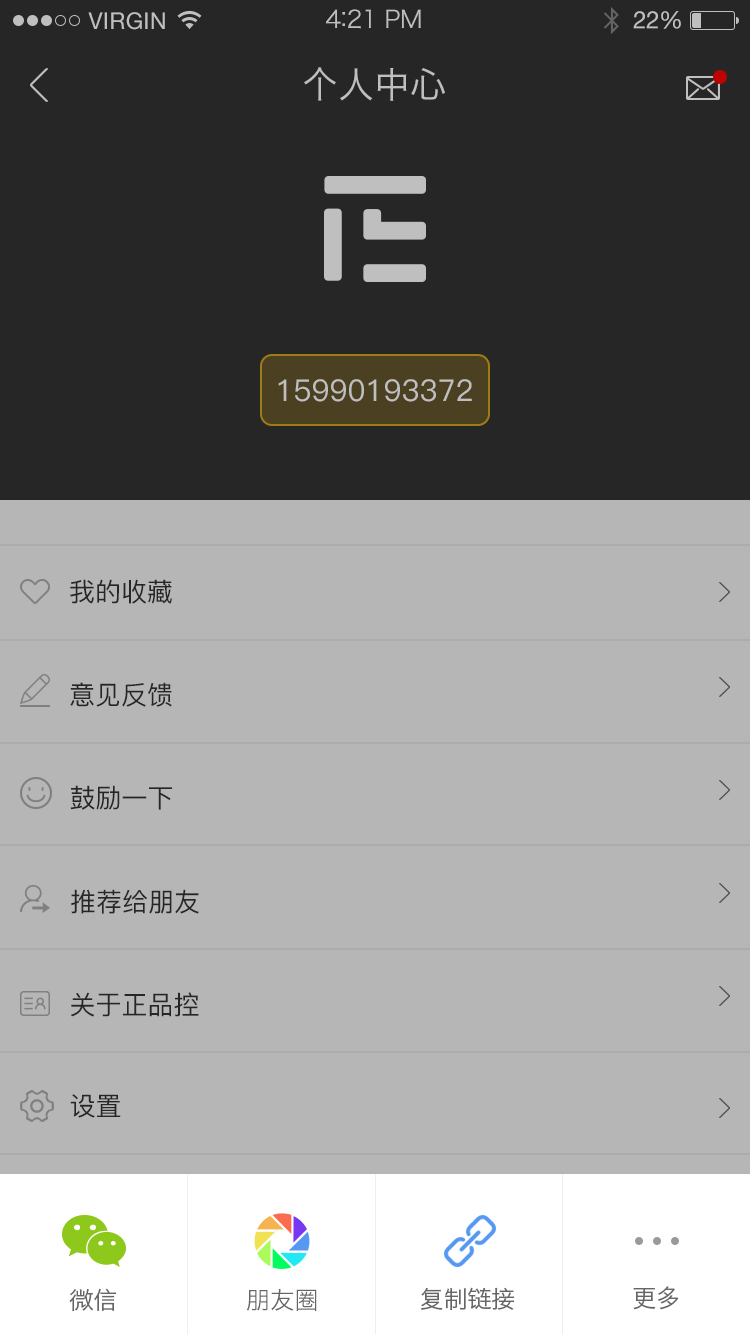 VIRGIN 4:21 PM 22%
个人中心
15990193372
我的收藏
意见反馈
鼓励一下
推荐给朋友
关于正品控
设置
微信 朋友圈 复制链接 更多